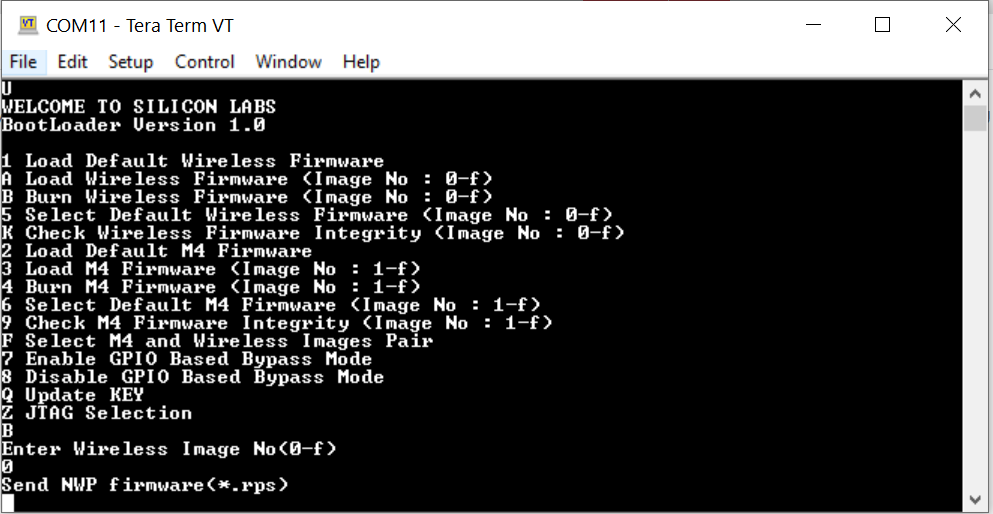 COM11 - Tera Term VT
File Edit Setup Control Window Help
U
WELCOME TO SILICON LABS
BootLoader Version 1.0
1 Load Default Wireless Firmware
A Load Wireless Firmware (Image No : 0-f)
B Burn Wireless Firmware (Image No : 0-f)
5 Select Default Wireless Firmware (Image No : 0-f)
K Check Wireless Firmware Integrity (Image No : 0-f)
2 Load Default M4 Firmware
3 Load M4 Firmware (Image No : 1-f)
4 Burn M4 Firmware (Image No : 1-f)
6 Select Default M4 Firmware (Image No : 1-f)
9 Check M4 Firmware Integrity (Image No : 1-f)
F Select M4 and Wireless Images Pair
7 Enable GPIO Based Bypass Mode
8 Disable GPIO Based Bypass Mode
Q Update KEY
Z JTAG Selection
B
Enter Wireless Image No(0-f)
0
Send NWP firmware(*.rps)